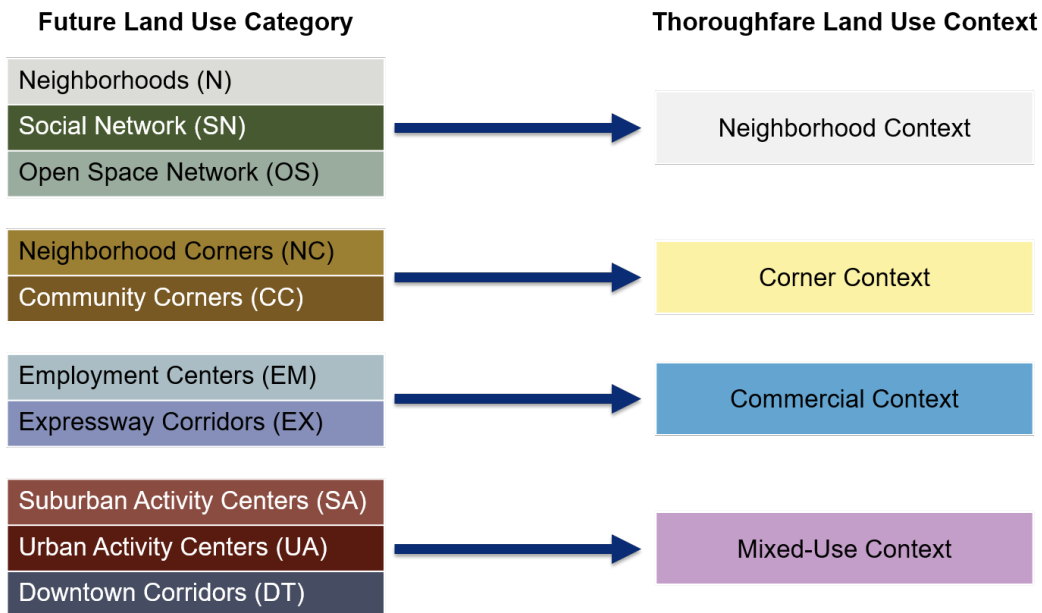 Future Land Use Category
Thoroughfare Land Use Context
Neighborhoods (N)
Social Network (SN)
Open Space Network (OS)
Neighborhood Context
Neighborhood Corners (NC)
Community Corners (CC)
Corner Context
Employment Centers (EM)
Expressway Corridors (EX)
Commercial Context
Suburban Activity Centers (SA)
Urban Activity Centers (UA)
Downtown Corridors (DT)
Mixed-Use Context